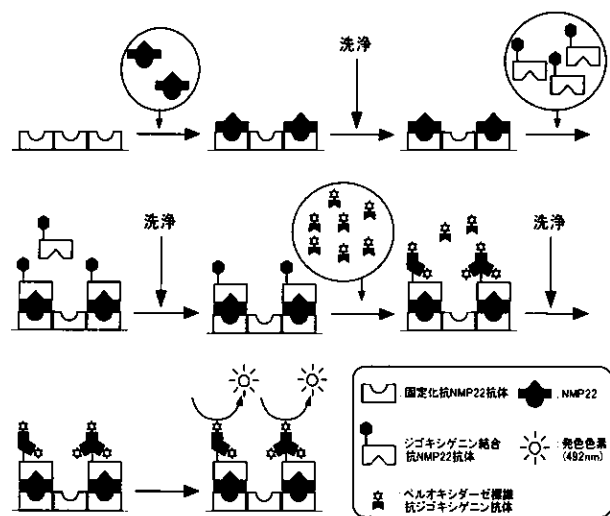 洗浄
洗浄
洗浄
洗浄
:固定化抗NMP22抗体
:NMP22
ジゴキシゲニン結合
抗NMP22抗体
:発色色素
(492nm)
ペルオキシダーゼ標識
抗ジゴキシゲニン抗体